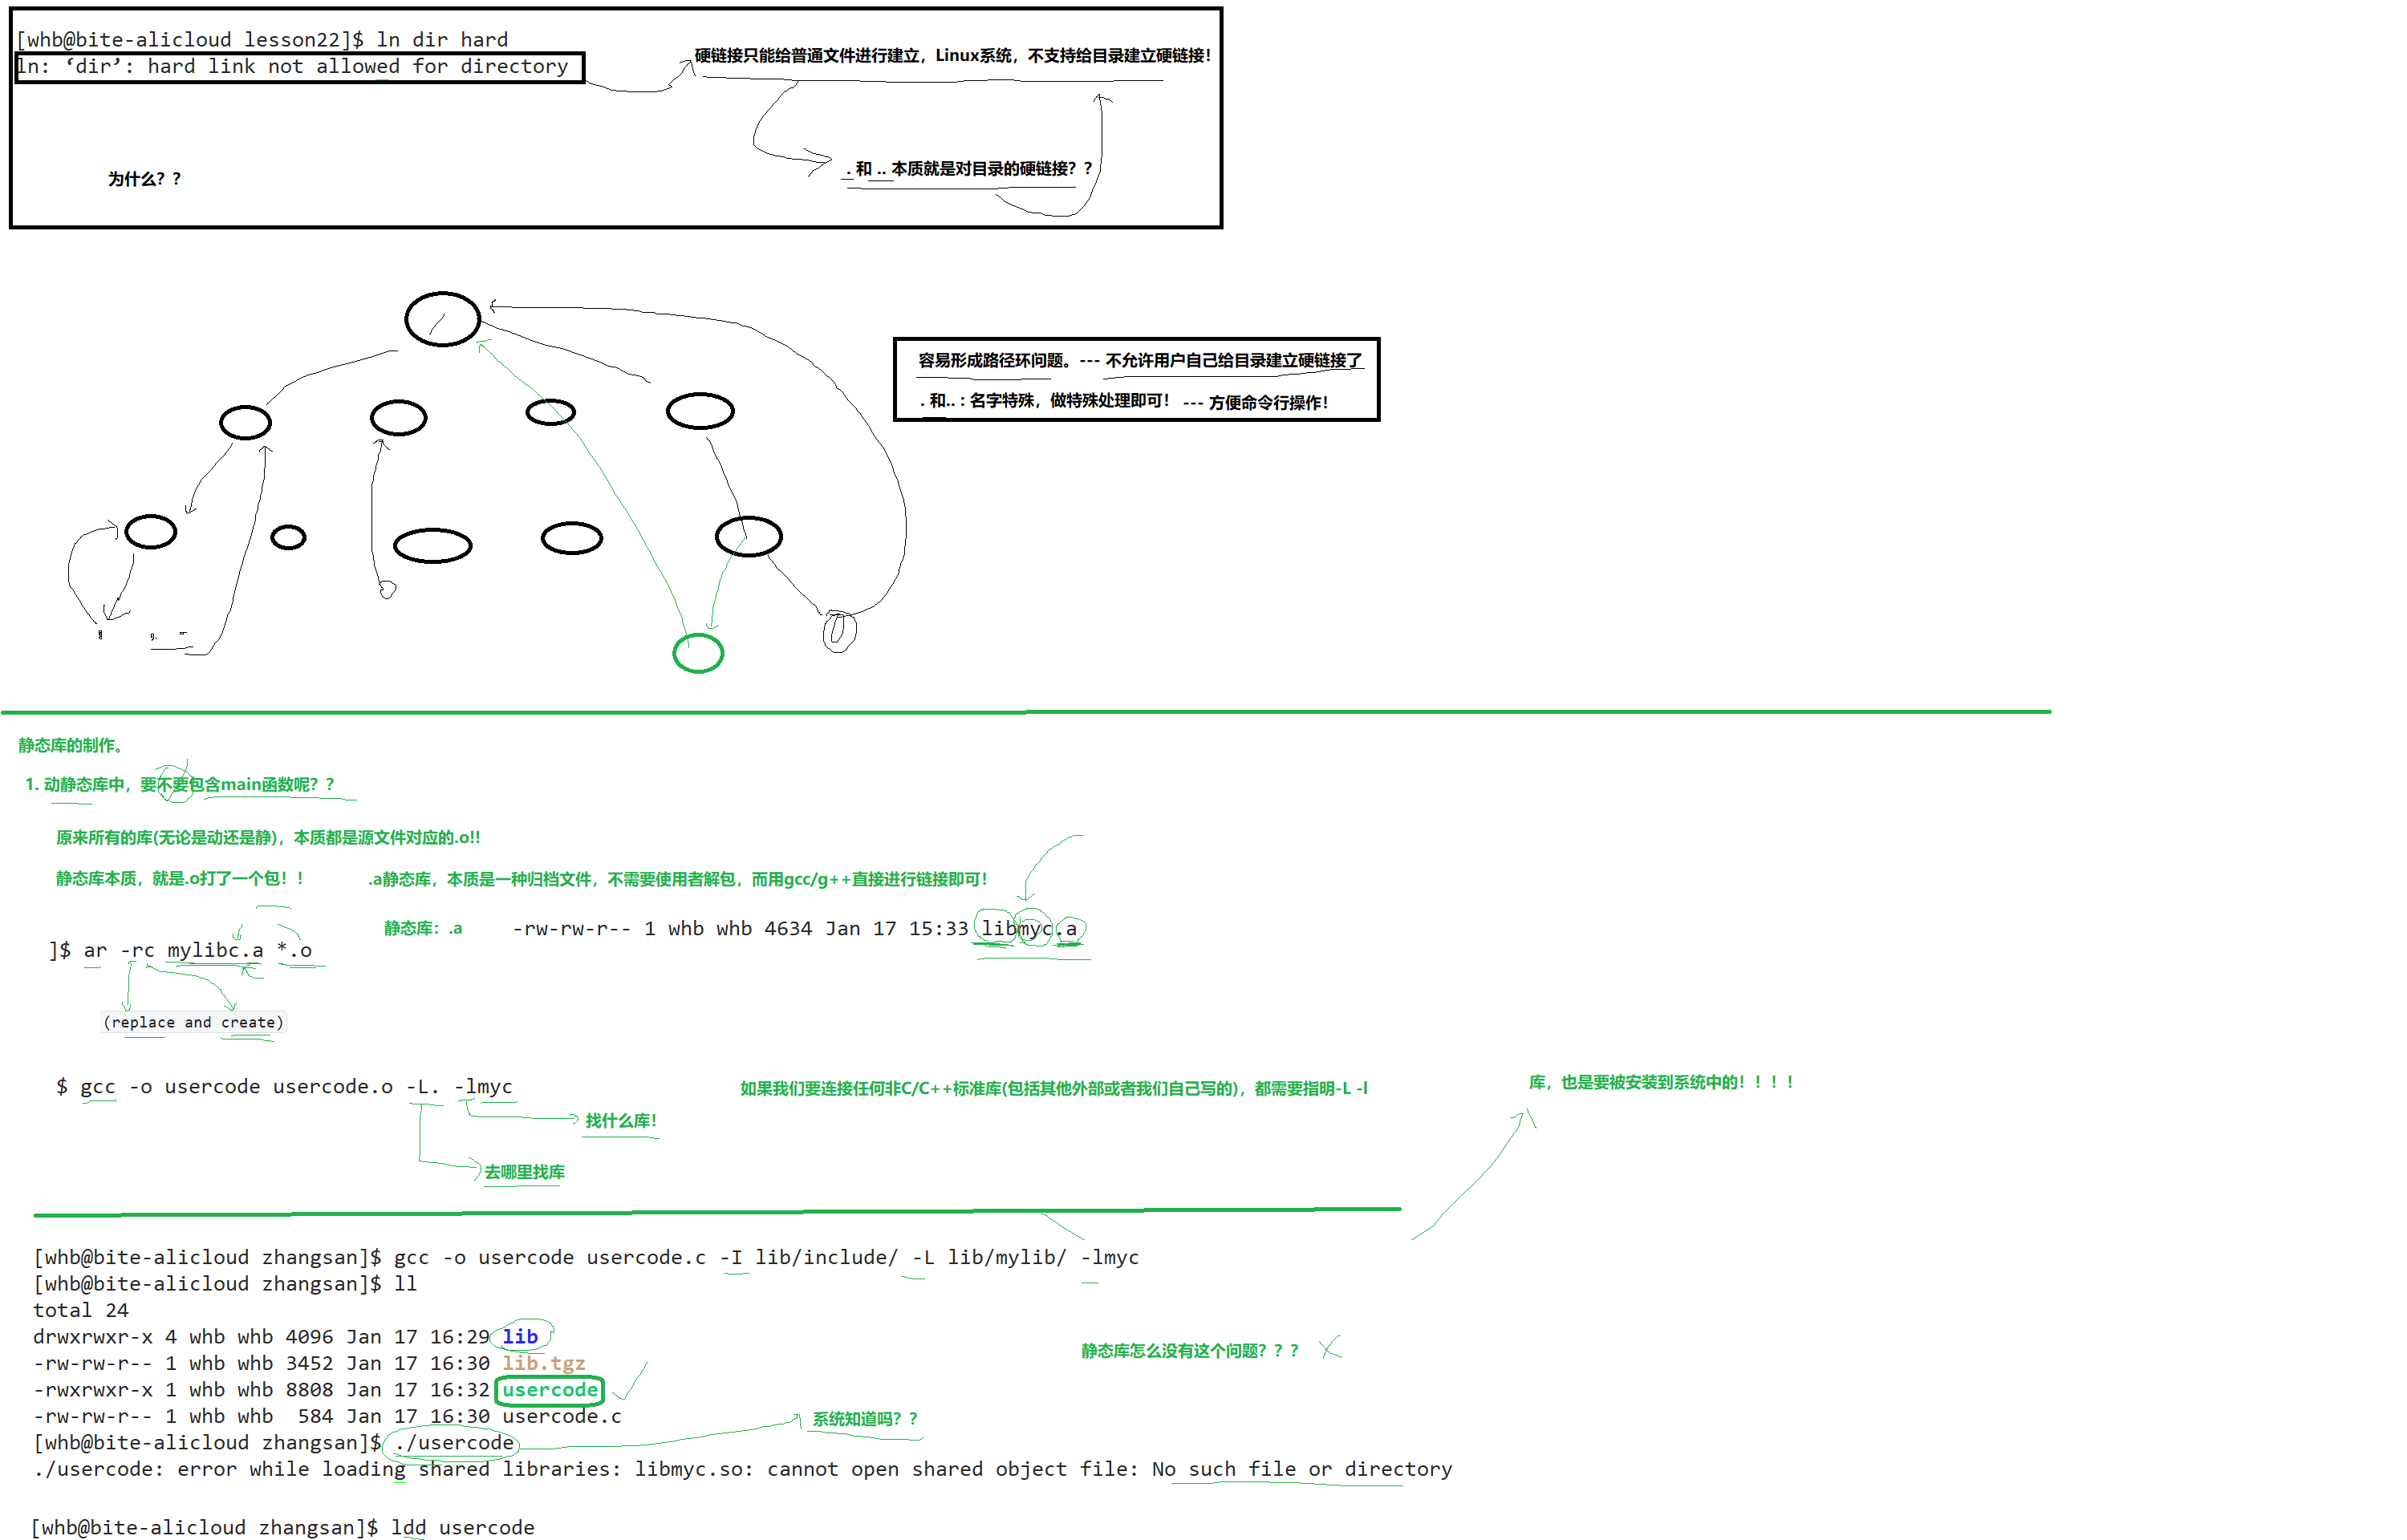 [whb@bite-alicloud lesson22]$ ln dir hard
ln: ‘dir’: hard link not allowed for directory
硬链接只能给普通文件进行建立，Linux系统，不支持给目录建立硬链接！
. 和 .. 本质就是对目录的硬链接？？
为什么？？
/
容易形成路径环问题。--- 不允许用户自己给目录建立硬链接了
. 和.. : 名字特殊，做特殊处理即可！ --- 方便命令行操作！
静态库的制作。
1. 动静态库中，要不要包含main函数呢？？
原来所有的库(无论是动还是静)，本质都是源文件对应的.o!!
静态库本质，就是.o打了一个包！！
.a静态库，本质是一种归档文件，不需要使用者解包，而用gcc/g++直接进行链接即可！
静态库：.a
-rw-rw-r-- 1 whb whb 4634 Jan 17 15:33 libmyc.a
]$ ar -rc mylibc.a *.o
(replace and create)
$ gcc -o usercode usercode.o -L. -lmyc
如果我们要连接任何非C/C++标准库(包括其他外部或者我们自己写的)，都需要指明-L -l
库，也是要被安装到系统中的！！！！
找什么库！
去哪里找库
[whb@bite-alicloud zhangsan]$ gcc -o usercode usercode.c -I lib/include/ -L lib/mylib/ -lmyc
[whb@bite-alicloud zhangsan]$ ll
total 24
drwxrwxr-x 4 whb whb 4096 Jan 17 16:29 lib
-rw-rw-r-- 1 whb whb 3452 Jan 17 16:30 lib.tgz
-rwxrwxr-x 1 whb whb 8808 Jan 17 16:32 usercode
-rw-rw-r-- 1 whb whb  584 Jan 17 16:30 usercode.c
静态库怎么没有这个问题？？？
系统知道吗？？
[whb@bite-alicloud zhangsan]$ ./usercode
./usercode: error while loading shared libraries: libmyc.so: cannot open shared object file: No such file or directory
[whb@bite-alicloud zhangsan]$ ldd usercode